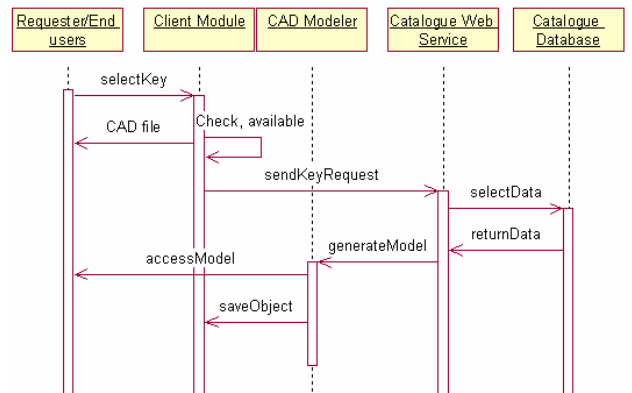 Requester/End
users
Client Module
CAD Modeler
Catalogue Web
Service
Catalogue
Database
selectKey
CAD file
Check, available
sendKeyRequest
selectData
returnData
generateModel
accessModel
saveObject